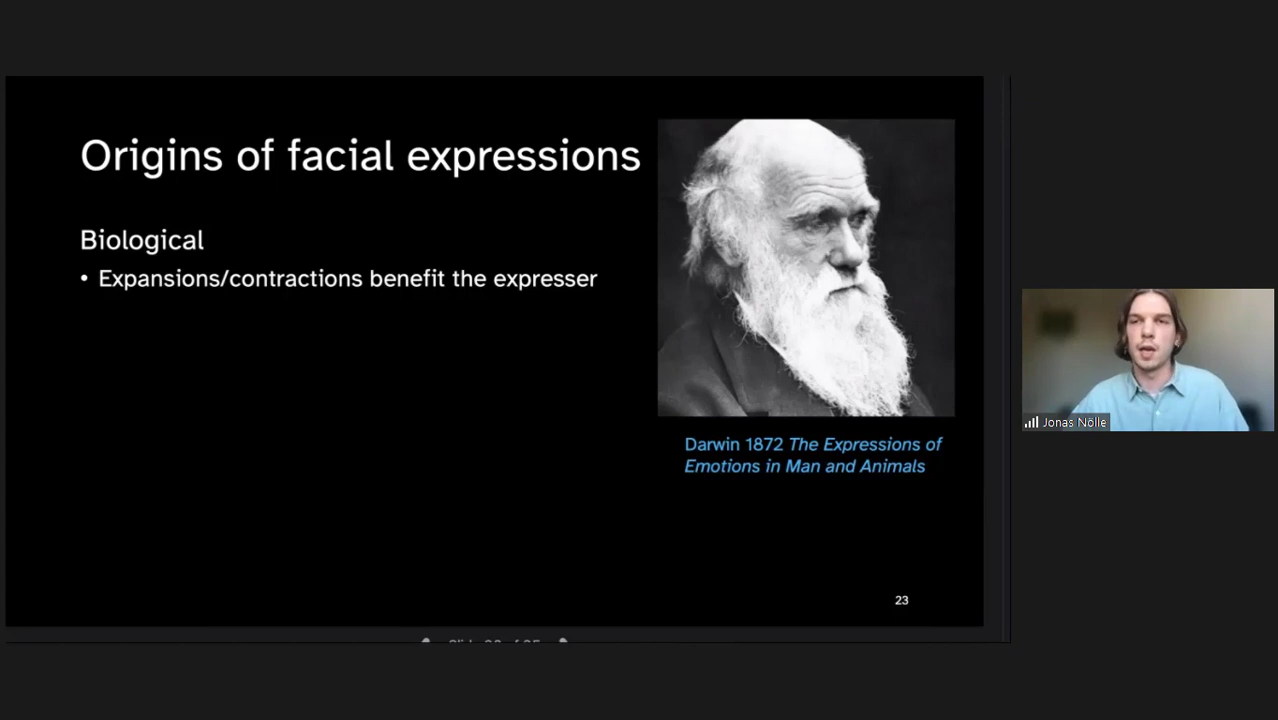 Origins of facial expressions
Biological
• Expansions/contractions benefit the expresser
Darwin 1872 The Expressions of
Emotions in Man and Animals
23
Jonas Nölle